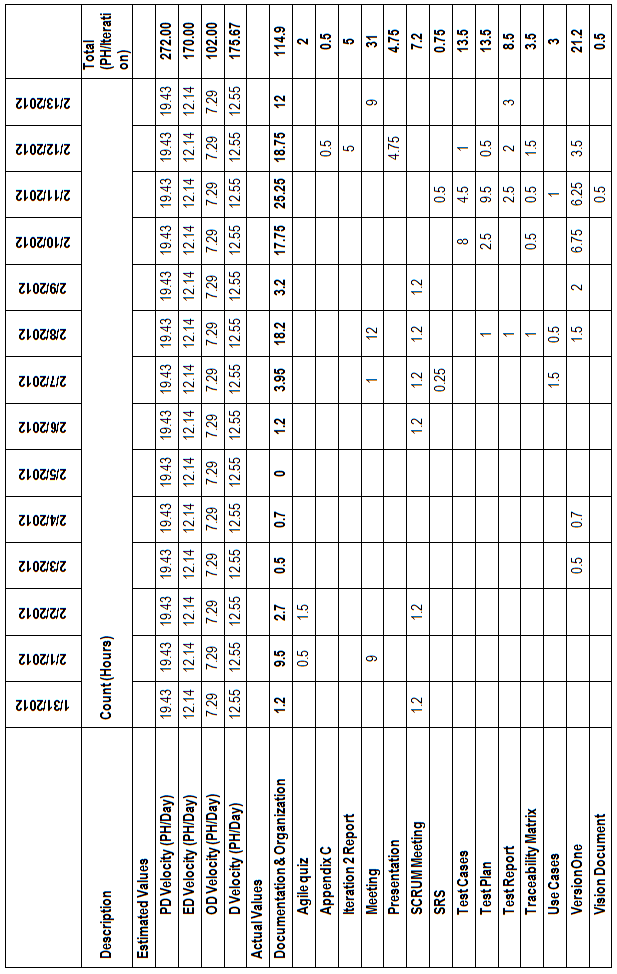 1/31/2012 2/1/2012 2/2/2012 2/3/2012 2/4/2012 2/5/2012 2/6/2012 2/7/2012 2/8/2012 2/9/2012 2/10/2012 2/11/2012 2/12/2012 2/13/2012
Description Count (Hours) Total (PH/Iterati
on)
Estimated Values
PD Velocity (PH/Day) 19.43 19.43 19.43 19.43 19.43 19.43 19.43 19.43 19.43 19.43 19.43 19.43 19.43 19.43 272.00
ED Velocity (PH/Day) 12.14 12.14 12.14 12.14 12.14 12.14 12.14 12.14 12.14 12.14 12.14 12.14 12.14 12.14 170.00
OD Velocity (PH/Day) 7.29 7.29 7.29 7.29 7.29 7.29 7.29 7.29 7.29 7.29 7.29 7.29 7.29 7.29 102.00
D Velocity (PH/Day) 12.55 12.55 12.55 12.55 12.55 12.55 12.55 12.55 12.55 12.55 12.55 12.55 12.55 12.55 175.67
Actual Values
Documentation & Organization 1.2 9.5 2.7 0.5 0.7 0 1.2 3.95 18.2 3.2 17.75 25.25 18.75 12 114.9
Agile quiz 0.5 1.5 2
Appendix C 0.5 0.5
Iteration 2 Report 5 5
Meeting 9 1 12 9 31
Presentation 4.75 4.75
SCRUM Meeting 1.2 1.2 1.2 1.2 1.2 1.2 7.2
SRS 0.25 0.5 0.75
Test Cases 8 4.5 1 13.5
Test Plan 1 2.5 9.5 0.5 13.5
Test Report 1 2.5 2 3 8.5
Traceability Matrix 1 0.5 0.5 1.5 3.5
Use Cases 1.5 0.5 1 3
VersionOne 0.5 0.7 1.5 2 6.75 6.25 3.5 21.2
Vision Document 0.5 0.5